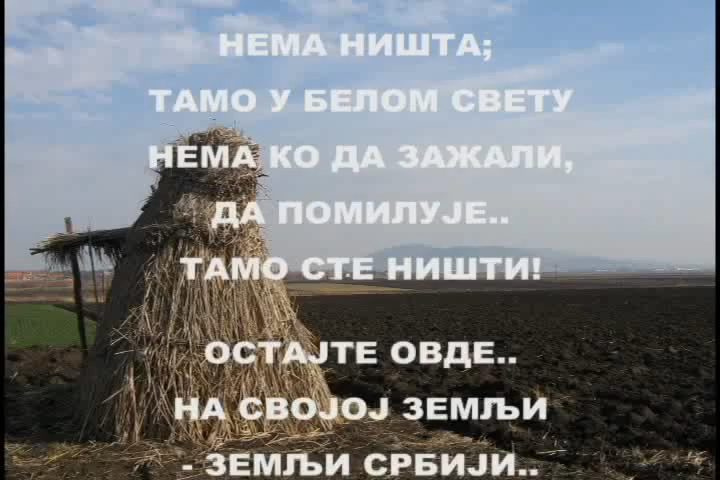 НЕМА НИШТА;
ТАМО У БЕЛОМ СВЕТУ
НЕМА КО ДА ЗАЖАЛИ,
ДА ПОМИЛУЈЕ..
ТАМО СТЕ НИШТИ!
ОСТАЈТЕ ОВДЕ..
НА СВОЈОЈ ЗЕМЉИ
- ЗЕМЉИ СРБИЈИ..